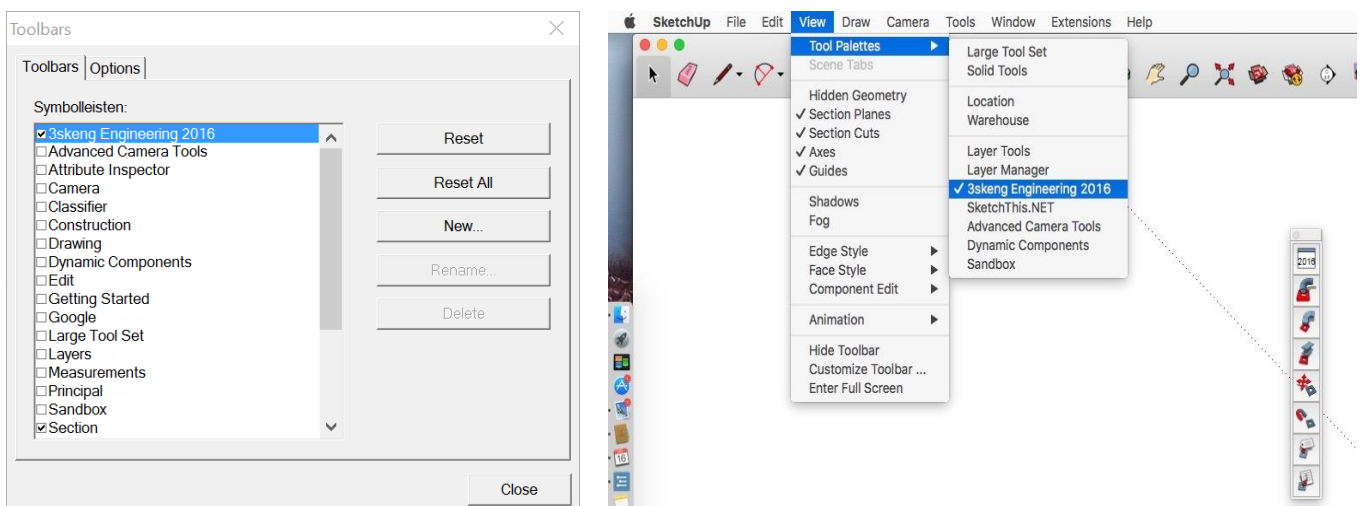 Toolbars
Toolbars Options
Symbolleisten:
3skeng Engineering 2016
Advanced Camera Tools
Attribute Inspector
Camera
Classifier
Construction
Drawing
Dynamic Components
Edit
Getting Started
Google
Large Tool Set
Layers
Measurements
Principal
Sandbox
Section
Reset
Reset All
New...
Rename...
Delete
Close
SketchUp File Edit View Draw Camera Tools Window Extensions Help
Tool Palettes
Scene Tabs
Hidden Geometry
Section Planes
Section Cuts
Axes
Guides
Shadows
Fog
Edge Style
Face Style
Component Edit
Animation
Hide Toolbar
Customize Toolbar ...
Enter Full Screen
Large Tool Set
Solid Tools
Location
Warehouse
Layer Tools
Layer Manager
3skeng Engineering 2016
SketchThis.NET
Advanced Camera Tools
Dynamic Components
Sandbox
2016
16